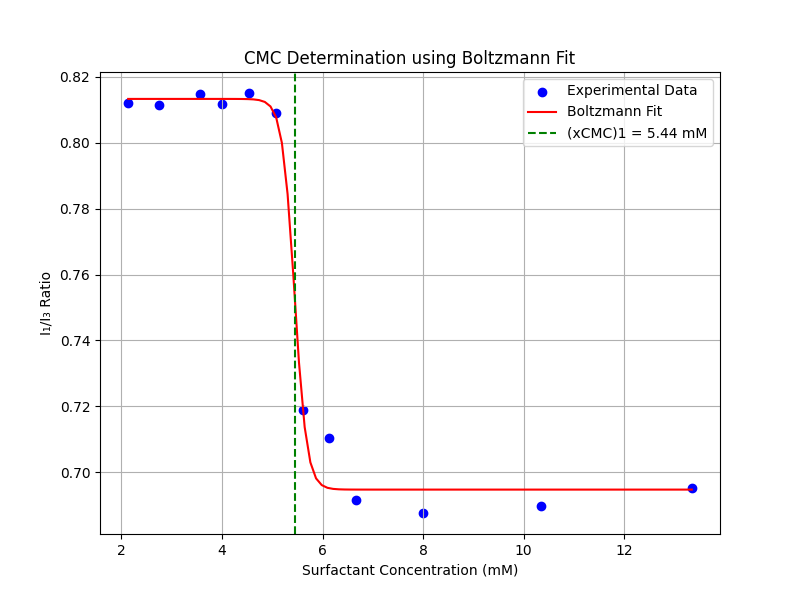 CMC Determination using Boltzmann Fit
Experimental Data
Boltzmann Fit
(xCMC)1 = 5.44 mM
I₁/I₃ Ratio
0.82
0.80
0.78
0.76
0.74
0.72
0.70
2 4 6 8 10 12
Surfactant Concentration (mM)